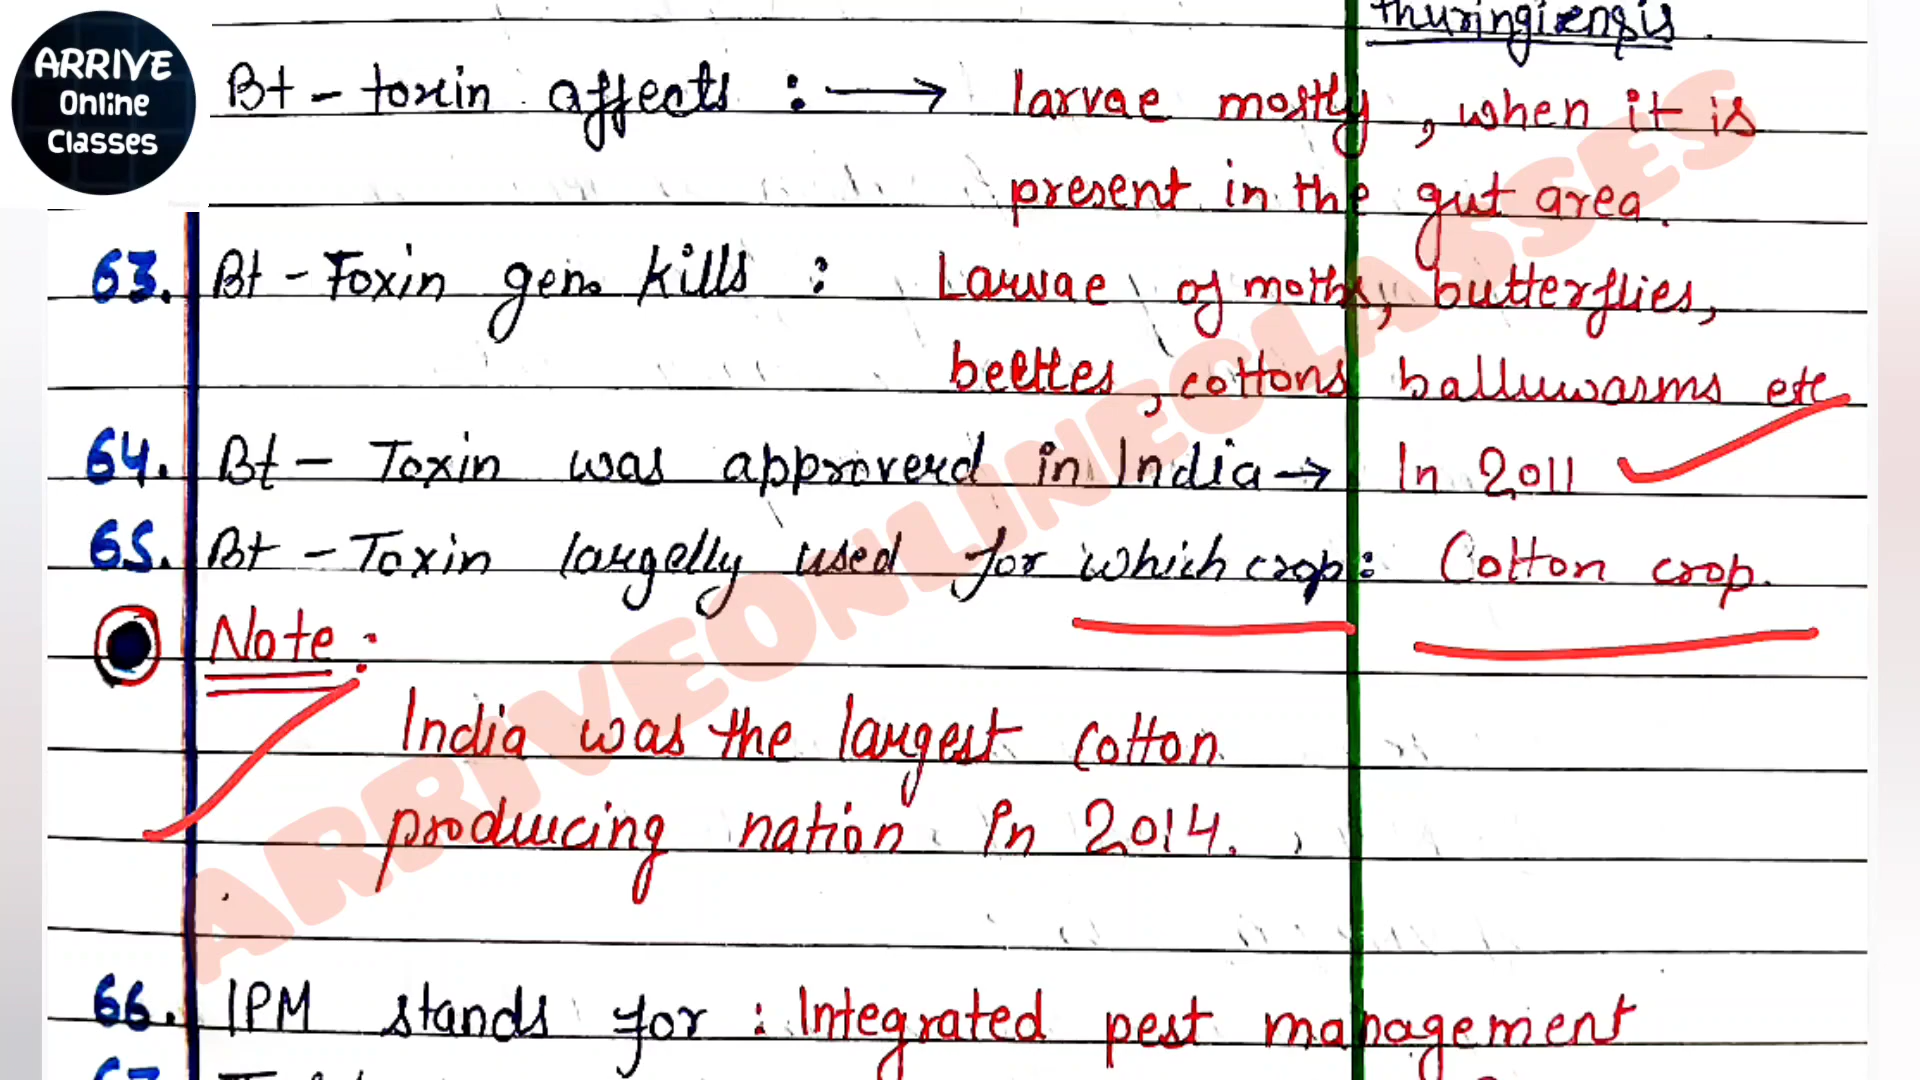 ARRIVE
Online
Classes
thuringiensis.
Bt - toxin affects : → larvae mostly, when it is
present in the gut area.
63. Bt - Toxin gen. kills : Larvae of moths, butterflies,
beetles, cottons balluwarms etc
64. Bt - Toxin was approverd in India → In 2011
65. Bt - Toxin largelly used for which crop: Cotton crop.
Note :
India was the largest cotton
producing nation In 2014.
66. IPM stands for : Integrated pest management
67.
ARRIVEONLINECLASSES